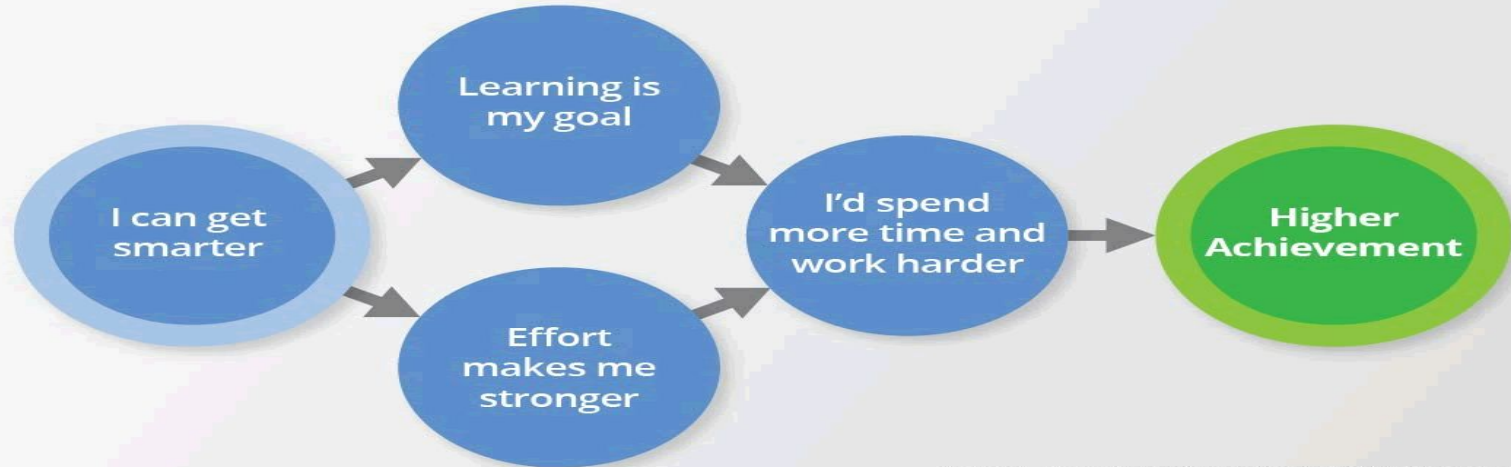 I can get
smarter
Learning is
my goal
Effort
makes me
stronger
I'd spend
more time and
work harder
Higher
Achievement